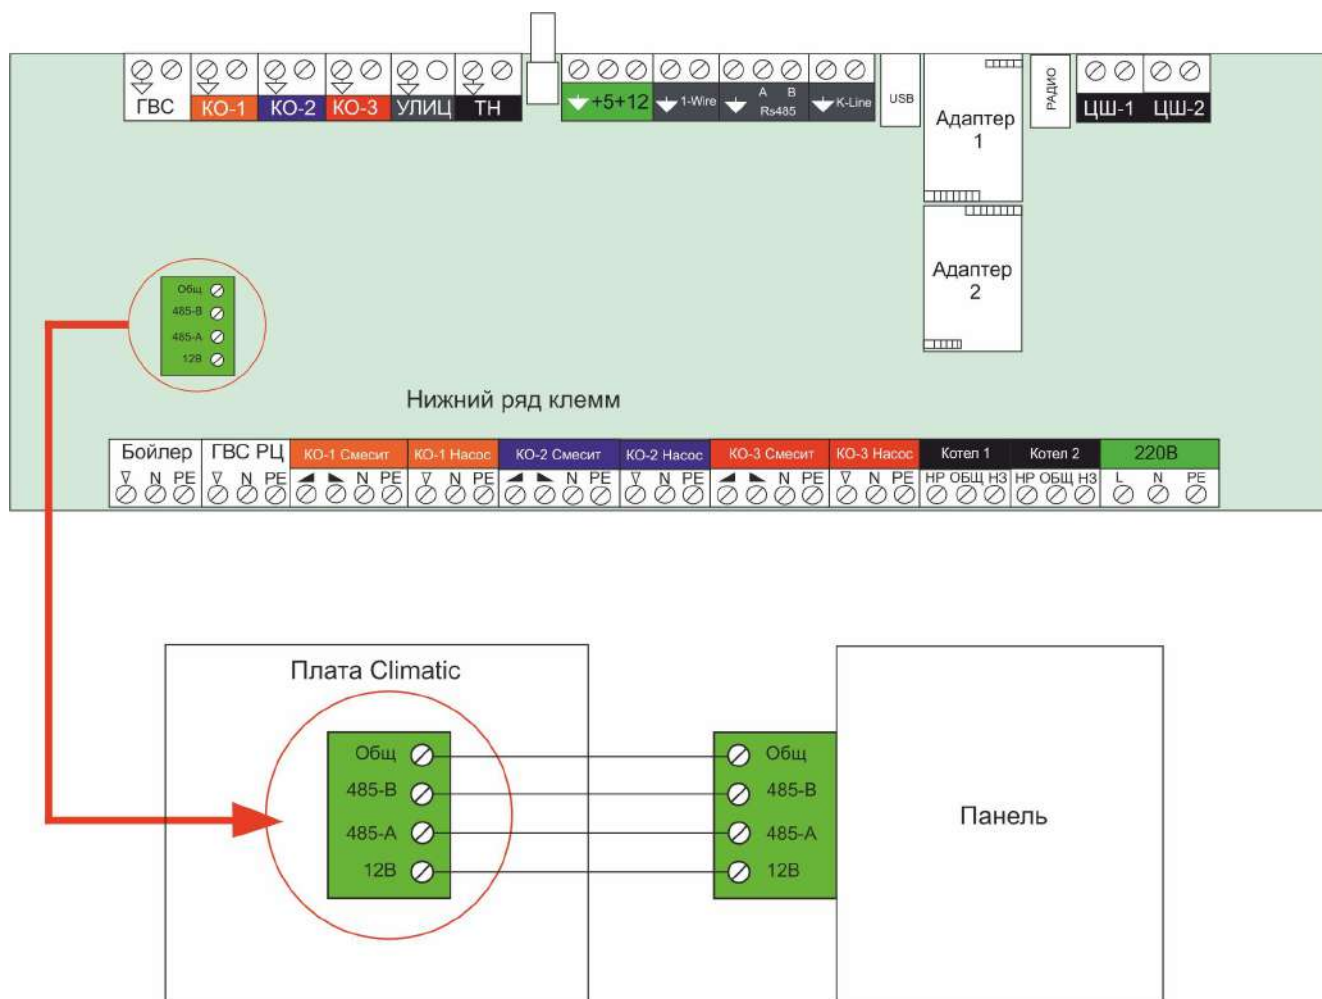 ГВС КО-1 КО-2 КО-3 УЛИЦ ТН
+5+12 1-Wire A B Rs485 K-Line
USB
Адаптер
1
РАДИО
ЦШ-1 ЦШ-2
Адаптер
2
Общ
485-В
485-А
12В
Нижний ряд клемм
Бойлер ГВС РЦ КО-1 Смесит КО-1 Насос КО-2 Смесит КО-2 Насос КО-3 Смесит КО-3 Насос Котел 1 Котел 2 220В
N PE N PE N PE N PE N PE N PE N PE N PE НР ОБЩ НЗ НР ОБЩ НЗ L N PE
Плата Climatic
Общ
485-В
485-А
12В
Общ
485-В
485-А
12В
Панель